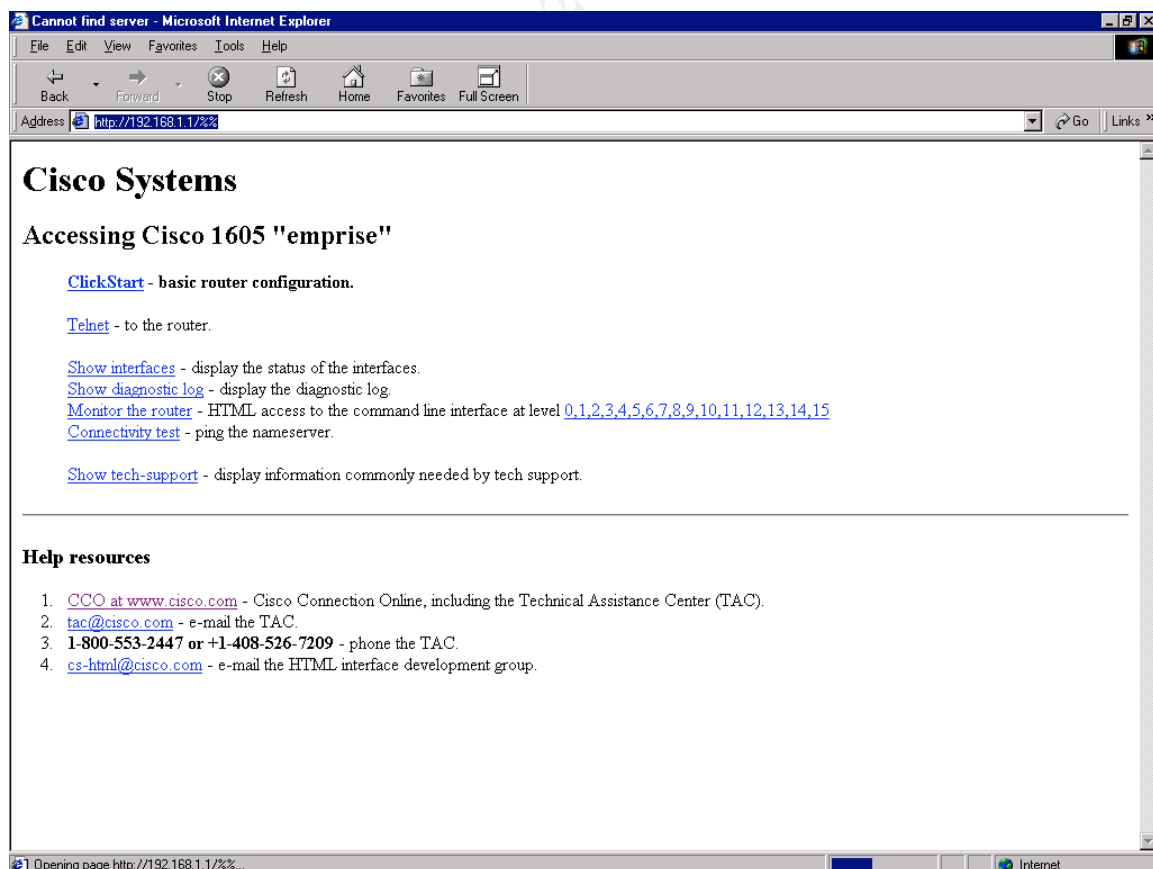 Cannot find server - Microsoft Internet Explorer
File Edit View Favorites Tools Help
Back Forward Stop Refresh Home Favorites Full Screen
Address http://192.168.1.1/%% Go Links »
Cisco Systems
Accessing Cisco 1605 "emprise"
ClickStart - basic router configuration.
Telnet - to the router.
Show interfaces - display the status of the interfaces.
Show diagnostic log - display the diagnostic log.
Monitor the router - HTML access to the command line interface at level 0,1,2,3,4,5,6,7,8,9,10,11,12,13,14,15
Connectivity test - ping the nameserver.
Show tech-support - display information commonly needed by tech support.
Help resources
1. CCO at www.cisco.com - Cisco Connection Online, including the Technical Assistance Center (TAC).
2. tac@cisco.com - e-mail the TAC.
3. 1-800-553-2447 or +1-408-526-7209 - phone the TAC.
4. cs-html@cisco.com - e-mail the HTML interface development group.
Opening page http://192.168.1.1/%%... Internet